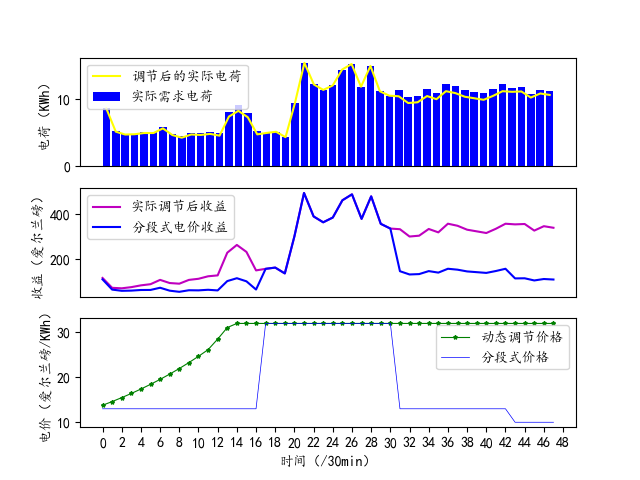 调节后的实际电荷
实际需求电荷
电荷 (KWh)
10
0
实际调节后收益
分段式电价收益
收益 (爱尔兰磅)
400
200
动态调节价格
分段式价格
电价 (爱尔兰磅/KWh)
30
20
10
0 2 4 6 8 10 12 14 16 18 20 22 24 26 28 30 32 34 36 38 40 42 44 46 48
时间 (/30min)